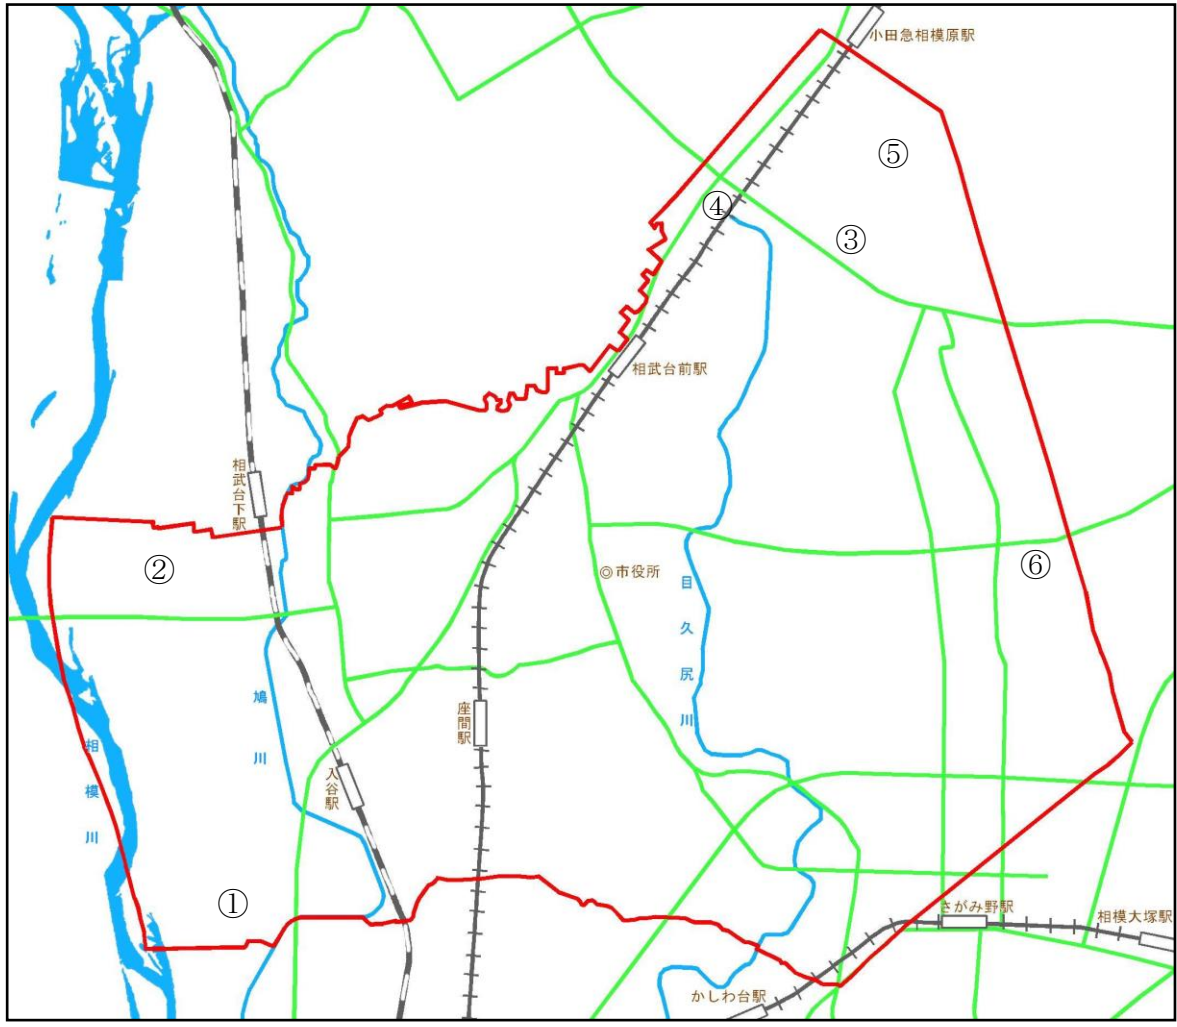 小田急相模原駅
⑤
④
③
相武台前駅
相武台下駅
②
⑥
◎市役所
目久尻川
鳩川
座間駅
相模川
入谷駅
①
さがみ野駅
相模大塚駅
かしわ台駅